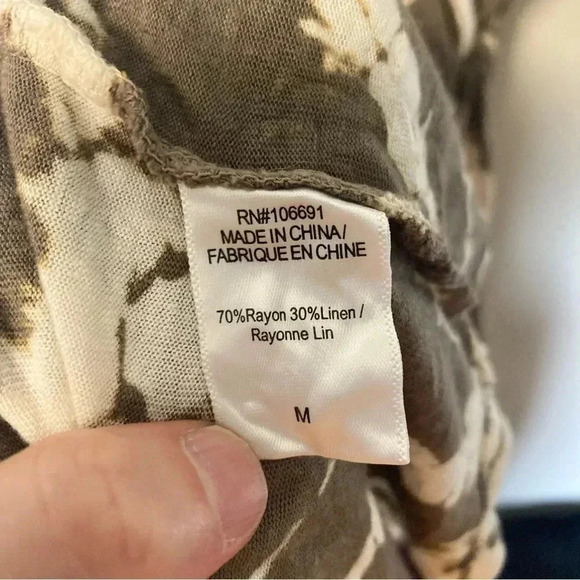 RN#106691
MADE IN CHINA/
FABRIQUE EN CHINE
70%Rayon 30%Linen /
Rayonne Lin
M